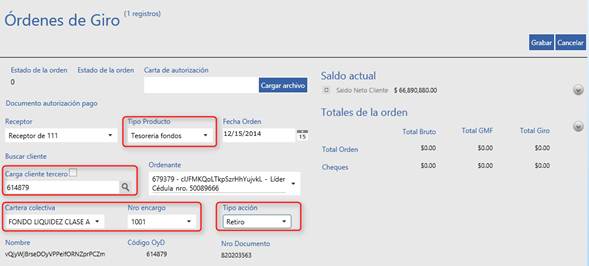 Órdenes de Giro (1 registros)
Grabar Cancelar
Estado de la orden Estado de la orden Carta de autorización
0 Cargar archivo
Documento autorización pago
Receptor Tipo Producto Fecha Orden
Receptor de 111 Tesoreria fondos 12/15/2014 15
Buscar cliente
Carga cliente tercero Ordenante
614879 679379 - cUFMKQoLTkpSzrHhYujvkL - Líder
Cédula nro. 50089666
Cartera colectiva Nro encargo Tipo acción
FONDO LIQUIDEZ CLASE A 1001 Retiro
Nombre Código OyD Nro Documento
614879 820203563
Saldo actual
Saldo Neto Cliente $ 66,890,880.00
Totales de la orden
Total Bruto Total GMF Total Giro
Total Orden $0.00 $0.00 $0.00
Cheques $0.00 $0.00 $0.00